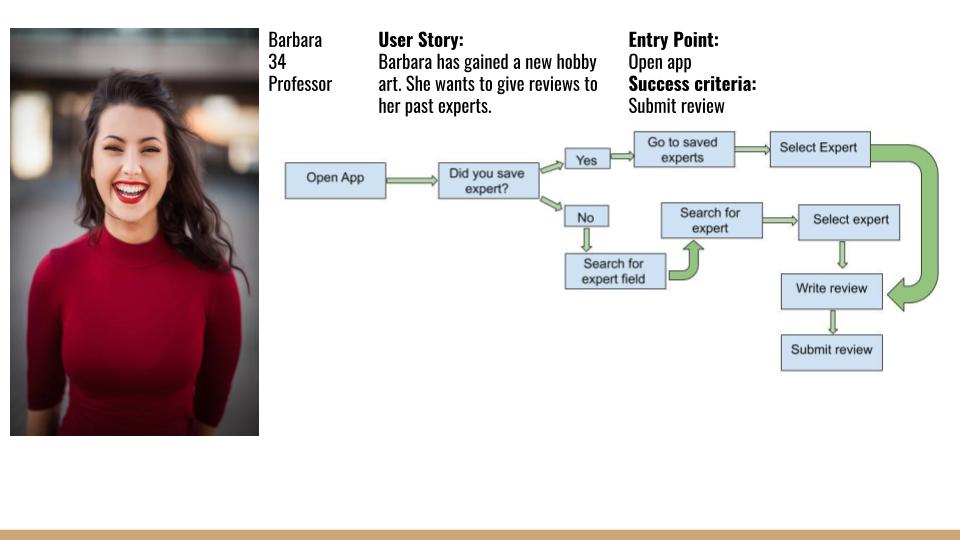 Barbara
34
Professor
User Story:
Barbara has gained a new hobby
art. She wants to give reviews to
her past experts.
Entry Point:
Open app
Success criteria:
Submit review
Open App
Did you save
expert?
Yes
Go to saved
experts
Select Expert
No
Search for
expert field
Search for
expert
Select expert
Write review
Submit review